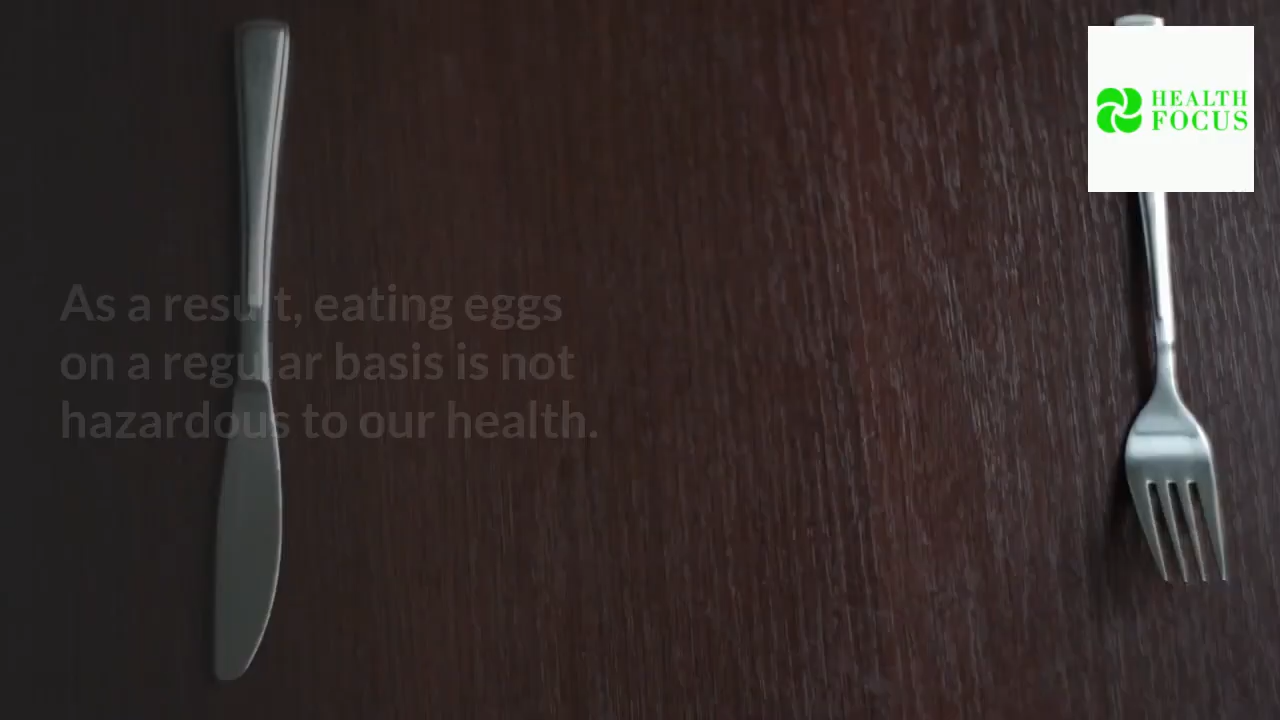 HEALTH
FOCUS
As a result, eating eggs
on a regular basis is not
hazardous to our health.